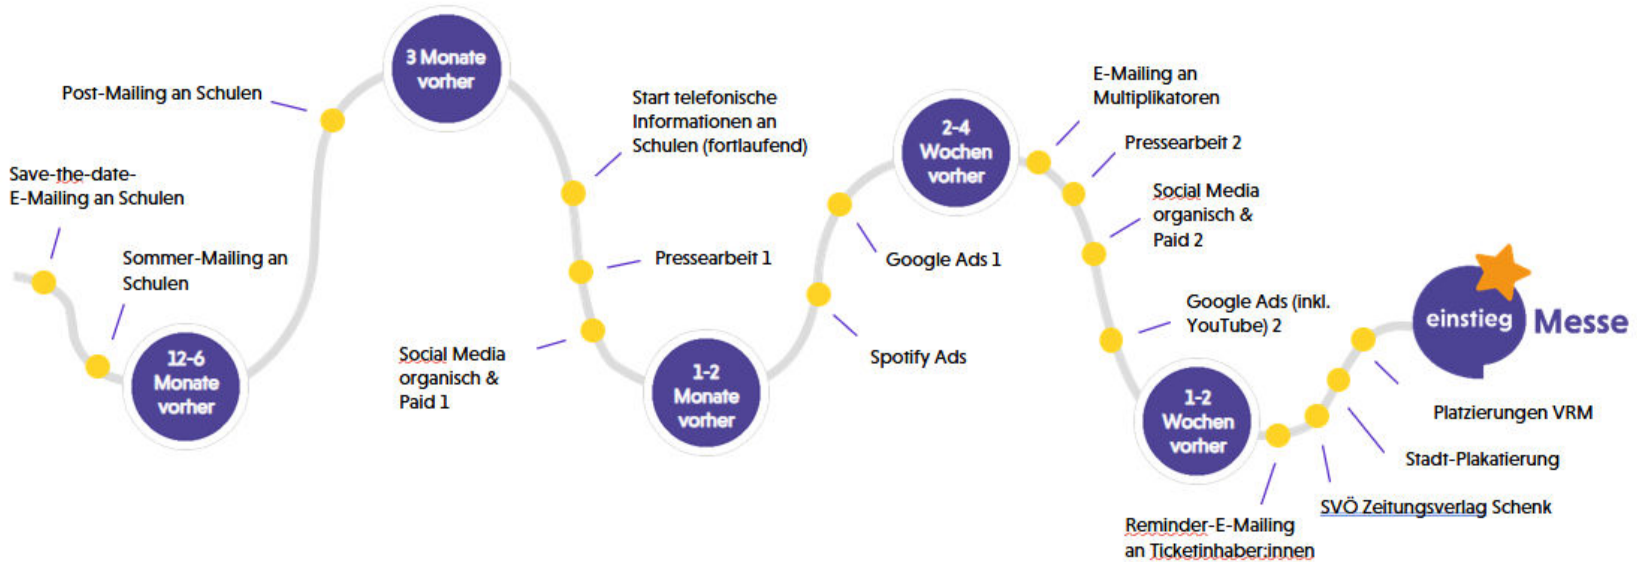 Save-the-date-
E-Mailing an Schulen
Sommer-Mailing an
Schulen
12-6
Monate
vorher
Post-Mailing an Schulen
3 Monate
vorher
Start telefonische
Informationen an
Schulen (fortlaufend)
Pressearbeit 1
Social Media
organisch &
Paid 1
1-2
Monate
vorher
Spotify Ads
Google Ads 1
2-4
Wochen
vorher
E-Mailing an
Multiplikatoren
Pressearbeit 2
Social Media
organisch &
Paid 2
Google Ads (inkl.
YouTube) 2
1-2
Wochen
vorher
Reminder-E-Mailing
an Ticketinhaber:innen
SVÖ Zeitungsverlag Schenk
Stadt-Plakatierung
Platzierungen VRM
einstieg Messe